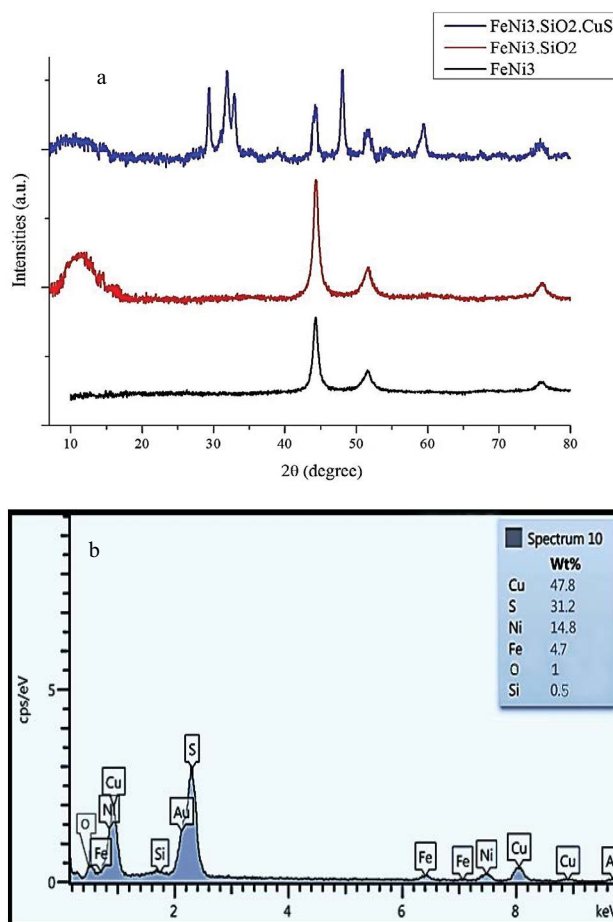 FeNi3.SiO2.CuS
FeNi3.SiO2
FeNi3
a
Intensities (a.u.)
10 20 30 40 50 60 70 80
2θ (degree)
b
Spectrum 10
Wt%
Cu 47.8
S 31.2
Ni 14.8
Fe 4.7
O 1
Si 0.5
cps/eV
5
0
S
Cu
Ni
Au
O
Fe
Si
Fe
Fe
Ni
Cu
Cu
A
2 4 6 8 keV